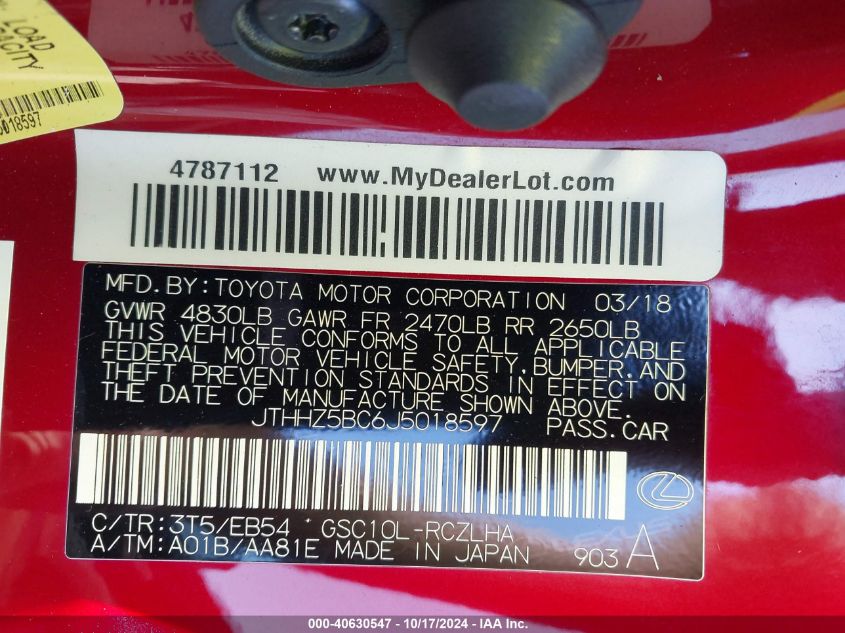 LOAD
018597
4787112 www.MyDealerLot.com
MFD.BY:TOYOTA MOTOR CORPORATION 03/18
GVWR 4830LB GAWR FR 2470LB RR 2650LB
THIS VEHICLE CONFORMS TO ALL APPLICABLE
FEDERAL MOTOR VEHICLE SAFETY,BUMPER,AND
THEFT PREVENTION STANDARDS IN EFFECT ON
THE DATE OF MANUFACTURE SHOWN ABOVE.
JTHHZ5BC6J5018597 PASS.CAR
C/TR:3T5/EB54 GSC10L-RCZLHA
A/TM:A01B/AA81E MADE IN JAPAN 903 A
000-40630547 - 10/17/2024 - IAA Inc.